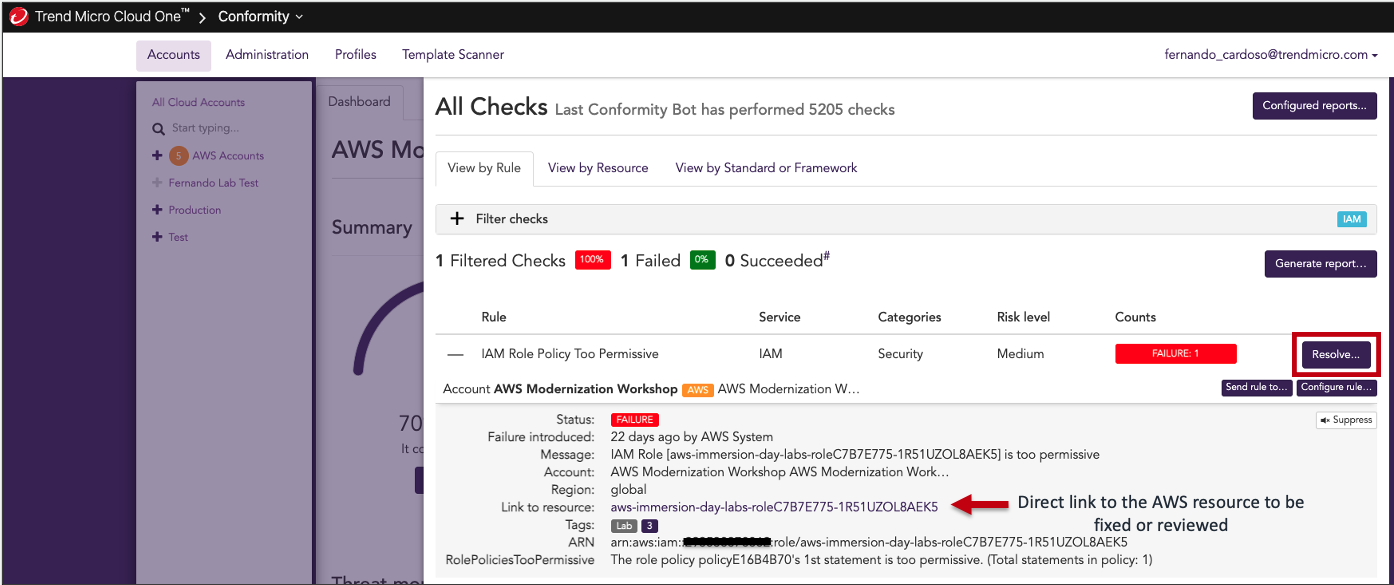 Trend Micro Cloud One™ Conformity
Accounts Administration Profiles Template Scanner fernando_cardoso@trendmicro.com
All Cloud Accounts
Start typing...
5 AWS Accounts
Fernando Lab Test
Production
Test
Dashboard
AWS Mo
Summary
70
It co
Threat mo
All Checks Last Conformity Bot has performed 5205 checks
Configured reports...
View by Rule View by Resource View by Standard or Framework
Filter checks IAM
1 Filtered Checks 100% 1 Failed 0% 0 Succeeded#
Generate report...
Rule Service Categories Risk level Counts
IAM Role Policy Too Permissive IAM Security Medium FAILURE: 1 Resolve...
Account AWS Modernization Workshop AWS AWS Modernization W... Send rule to... Configure rule...
Status: FAILURE Suppress
Failure introduced: 22 days ago by AWS System
Message: IAM Role [aws-immersion-day-labs-roleC7B7E775-1R51UZOL8AEK5] is too permissive
Account: AWS Modernization Workshop AWS Modernization Work...
Region: global
Link to resource: aws-immersion-day-labs-roleC7B7E775-1R51UZOL8AEK5
Direct link to the AWS resource to be
fixed or reviewed
Tags: Lab 3
ARN arn:aws:iam: :role/aws-immersion-day-labs-roleC7B7E775-1R51UZOL8AEK5
RolePoliciesTooPermissive The role policy policyE16B4B70's 1st statement is too permissive. (Total statements in policy: 1)